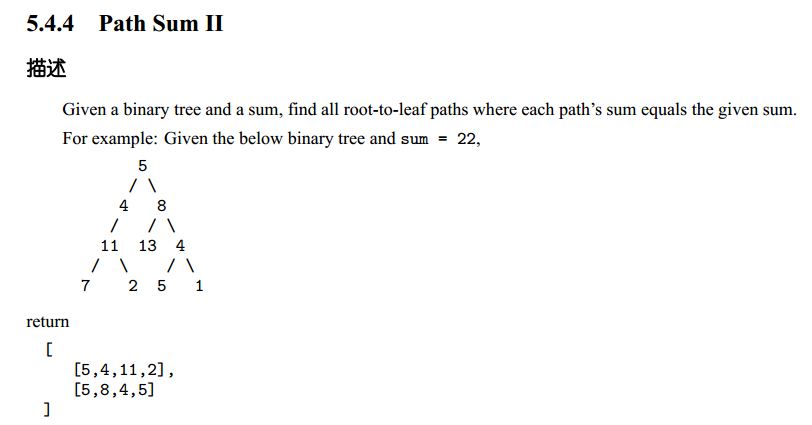 5.4.4 Path Sum II
描述
Given a binary tree and a sum, find all root-to-leaf paths where each path's sum equals the given sum.
For example: Given the below binary tree and sum = 22,
5
/ \
4 8
/ / \
11 13 4
/ \ / \
7 2 5 1
return
[
[5,4,11,2],
[5,8,4,5]
]